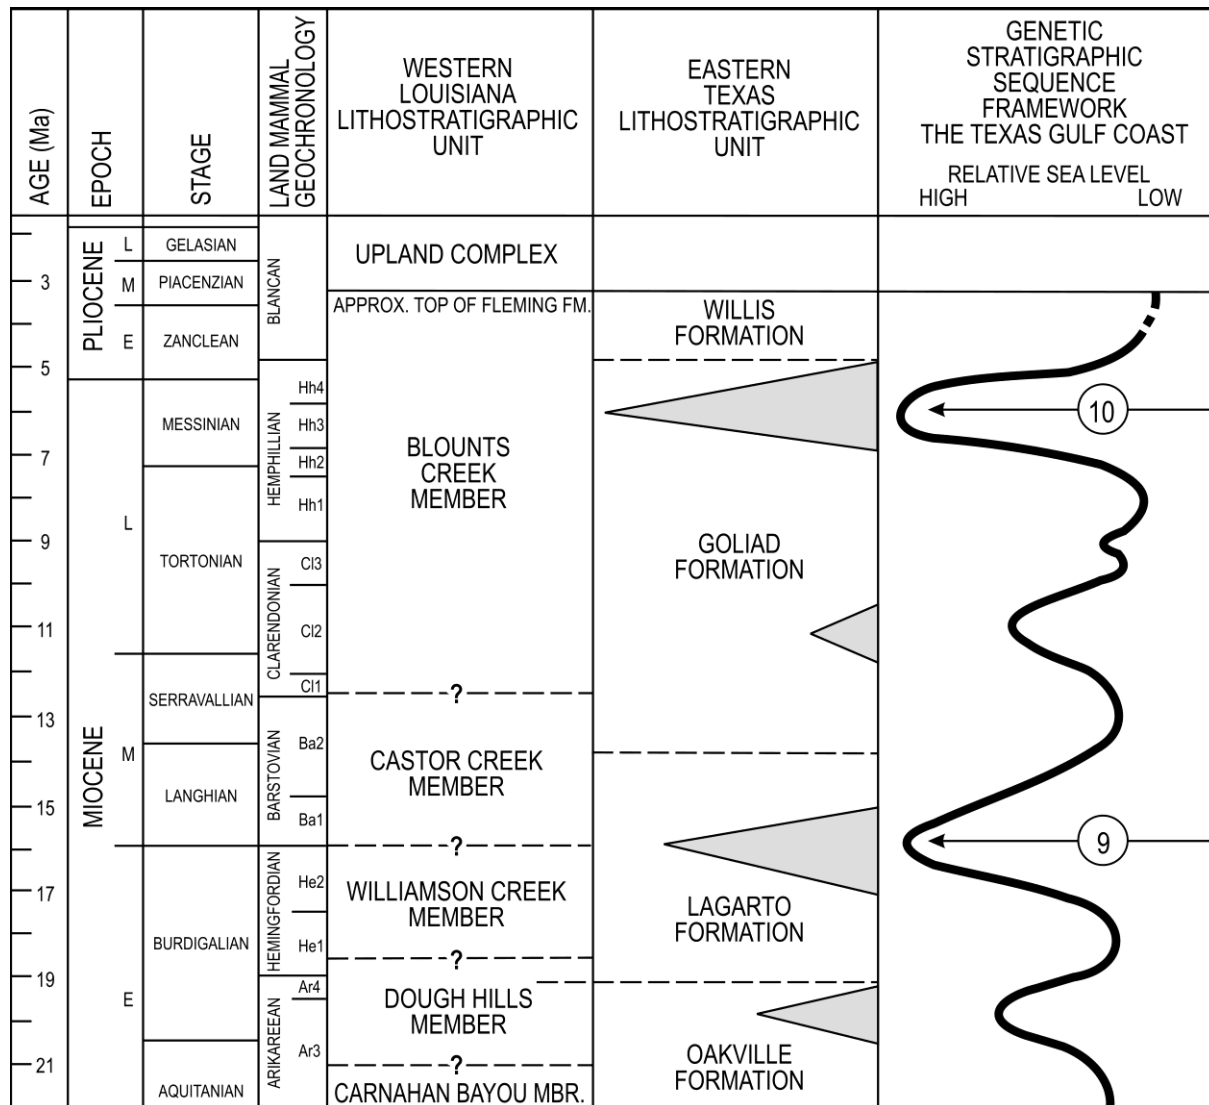 AGE (Ma)
EPOCH
STAGE
LAND MAMMAL
GEOCHRONOLOGY
WESTERN
LOUISIANA
LITHOSTRATIGRAPHIC
UNIT
EASTERN
TEXAS
LITHOSTRATIGRAPHIC
UNIT
GENETIC
STRATIGRAPHIC
SEQUENCE
FRAMEWORK
THE TEXAS GULF COAST
RELATIVE SEA LEVEL
HIGH LOW
3
5
7
9
11
13
15
17
19
21
PLIOCENE
MIOCENE
L
M
E
L
M
E
GELASIAN
PIACENZIAN
ZANCLEAN
MESSINIAN
TORTONIAN
SERRAVALLIAN
LANGHIAN
BURDIGALIAN
AQUITANIAN
BLANCAN
HEMPHILLIAN
CLARENDONIAN
BARSTOVIAN
HEMINGFORDIAN
ARIKAREEAN
Hh4
Hh3
Hh2
Hh1
Cl3
Cl2
Cl1
Ba2
Ba1
He2
He1
Ar4
Ar3
UPLAND COMPLEX
APPROX. TOP OF FLEMING FM.
BLOUNTS
CREEK
MEMBER
?
CASTOR CREEK
MEMBER
?
WILLIAMSON CREEK
MEMBER
?
DOUGH HILLS
MEMBER
?
CARNAHAN BAYOU MBR.
WILLIS
FORMATION
GOLIAD
FORMATION
LAGARTO
FORMATION
OAKVILLE
FORMATION
10
9